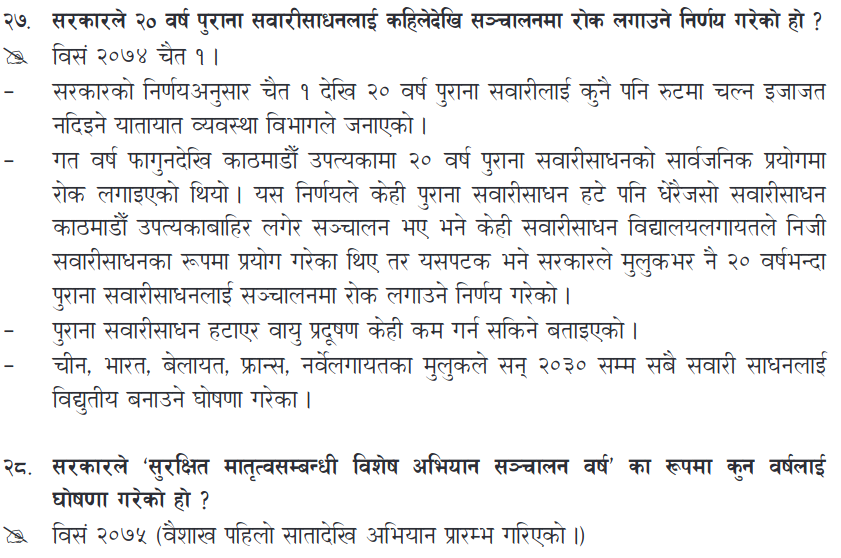 २७. सरकारले २० वर्ष पुराना सवारीसाधनलाई कहिलेदेखि सञ्चालनमा रोक लगाउने निर्णय गरेको हो ?
विसं २०७४ चैत १ ।
– सरकारको निर्णयअनुसार चैत १ देखि २० वर्ष पुराना सवारीलाई कुनै पनि रुटमा चल्न इजाजत
नदिइने यातायात व्यवस्था विभागले जनाएको ।
– गत वर्ष फागुनदेखि काठमाडौँ उपत्यकामा २० वर्ष पुराना सवारीसाधनको सार्वजनिक प्रयोगमा
रोक लगाइएको थियो । यस निर्णयले केही पुराना सवारीसाधन हटे पनि धेरैँजसो सवारीसाधन
काठमाडौँ उपत्यकाबाहिर लगेर सञ्चालन भए भने केही सवारीसाधन विद्यालयलगायतले निजी
सवारीसाधनका रूपमा प्रयोग गरेका थिए तर यसपटक भने सरकारले मुलुकभर नै २० वर्षभन्दा
पुराना सवारीसाधनलाई सञ्चालनमा रोक लगाउने निर्णय गरेको ।
– पुराना सवारीसाधन हटाएर वायु प्रदूषण केही कम गर्न सकिने बताइएको ।
– चीन, भारत, बेलायत, फ्रान्स, नर्वेलगायतका मुलुकले सन् २०३० सम्म सबै सवारी साधनलाई
विद्युतीय बनाउने घोषणा गरेका ।
२८. सरकारले ‘सुरक्षित मातृत्वसम्बन्धी विशेष अभियान सञ्चालन वर्ष’ का रूपमा कुन वर्षलाई
घोषणा गरेको हो ?
विसं २०७५ (वैशाख पहिलो सातादेखि अभियान प्रारम्भ गरिएको ।)